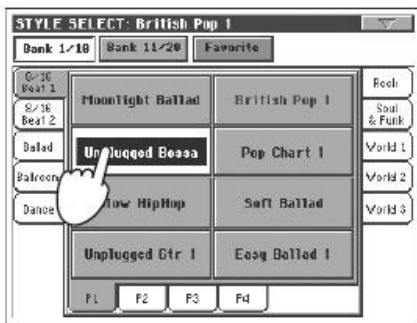 STYLE SELECT: British Pop 1
Bank 1/10 Bank 11/20 Favorite
8/16
Beat 1
8/16
Beat 2
Ballad
Ballroom
Dance
Moonlight Ballad
British Pop 1
Unplugged Bossa
Pop Chart 1
Slow HipHop
Soft Ballad
Unplugged Gtr 1
Easy Ballad 1
Rock
Soul
& Funk
World 1
World 2
World 3
P1 P2 P3 P4